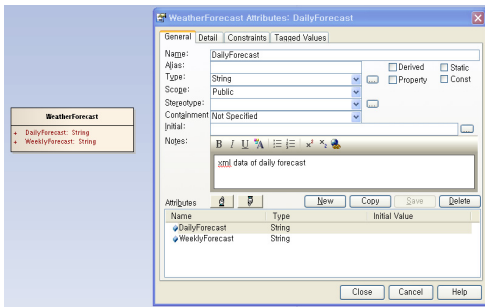 WeatherForecast Attributes: DailyForecast
General Detail Constraints Tagged Values
Name: DailyForecast
Alias: Derived Static
Type: String ... Property Const
Scope: Public
Stereotype: ...
Containment Not Specified
Initial: ...
Notes: B I U A x² x₂
xml data of daily forecast
Attributes New Copy Save Delete
Name Type Initial Value
DailyForecast String
WeeklyForecast String
Close Cancel Help
WeatherForecast
+ DailyForecast: String
+ WeeklyForecast: String